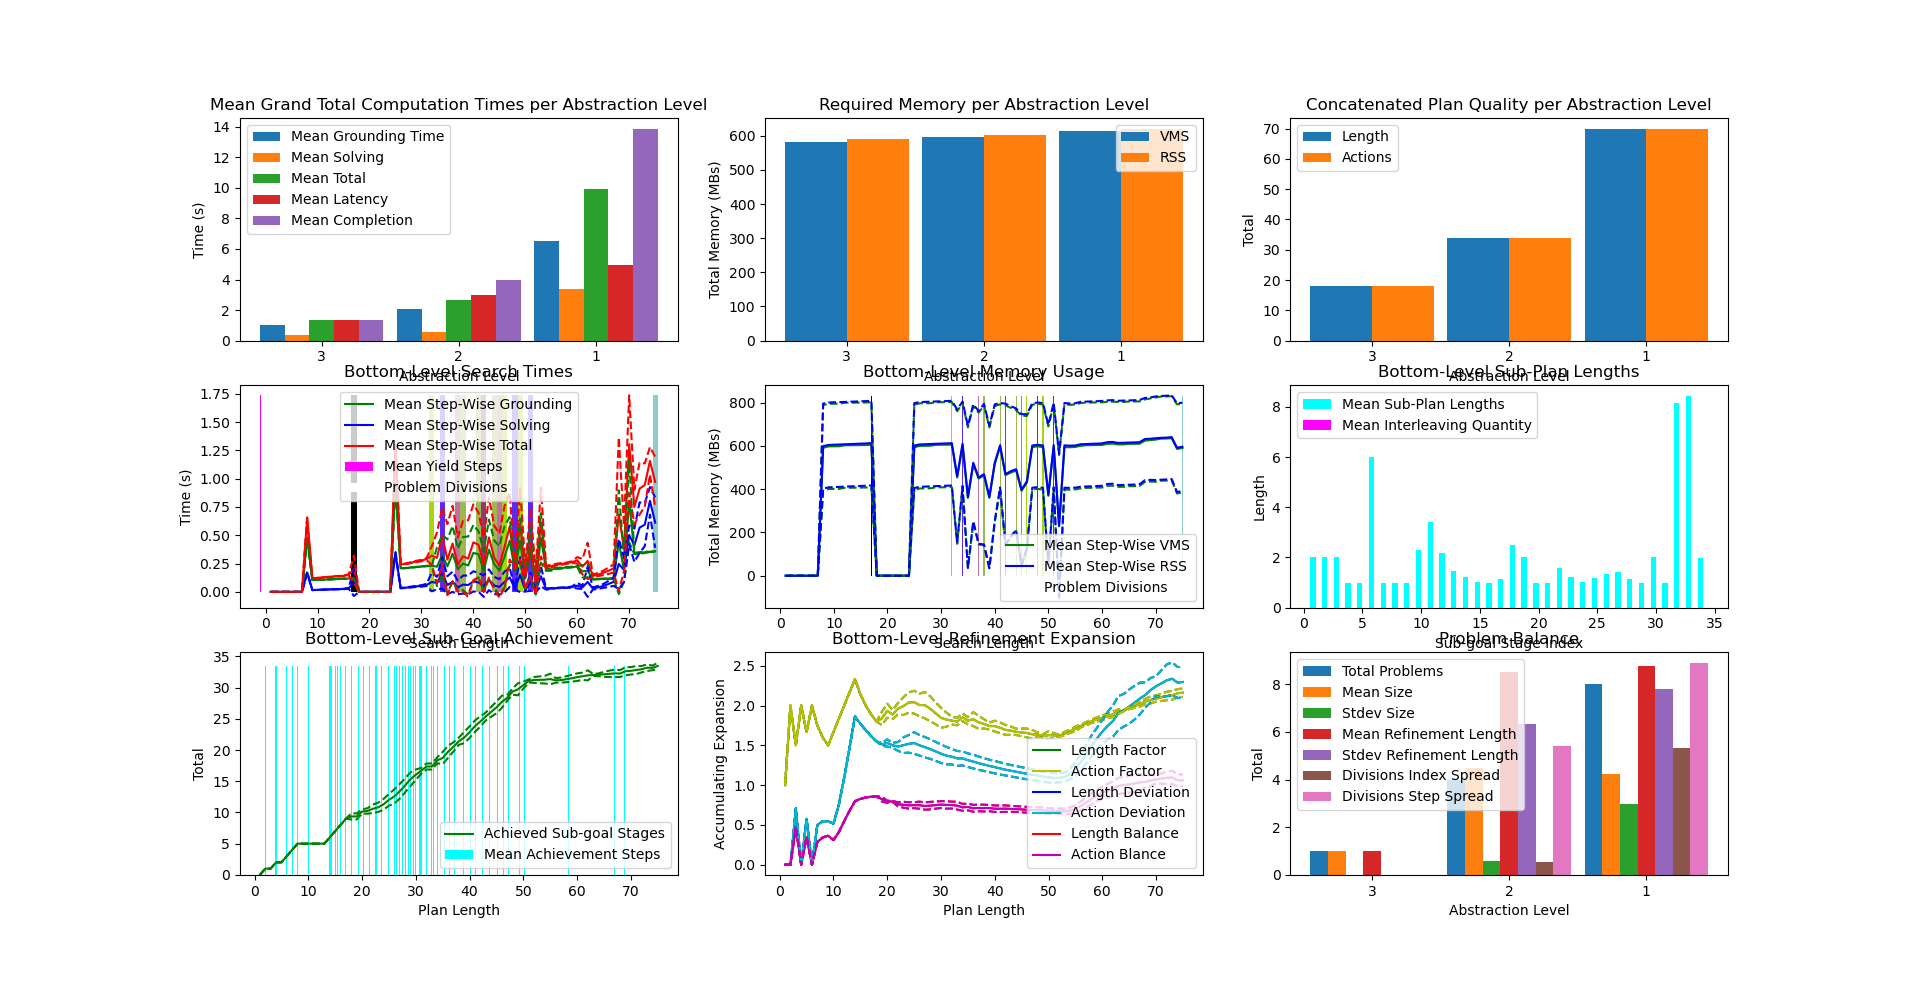 Mean Grand Total Computation Times per Abstraction Level
Time (s)
14
12
10
8
6
4
2
0
Mean Grounding Time
Mean Solving
Mean Total
Mean Latency
Mean Completion
3 2 1
Abstraction Level
Required Memory per Abstraction Level
Total Memory (MBs)
600
500
400
300
200
100
0
VMS
RSS
3 2 1
Abstraction Level
Concatenated Plan Quality per Abstraction Level
Total
70
60
50
40
30
20
10
0
Length
Actions
3 2 1
Abstraction Level
Bottom-Level Search Times
Time (s)
1.75
1.50
1.25
1.00
0.75
0.50
0.25
0.00
Mean Step-Wise Grounding
Mean Step-Wise Solving
Mean Step-Wise Total
Mean Yield Steps
Problem Divisions
0 10 20 30 40 50 60 70
Search Length
Bottom-Level Memory Usage
Total Memory (MBs)
800
600
400
200
0
Mean Step-Wise VMS
Mean Step-Wise RSS
Problem Divisions
0 10 20 30 40 50 60 70
Search Length
Bottom-Level Sub-Plan Lengths
Length
8
6
4
2
0
Mean Sub-Plan Lengths
Mean Interleaving Quantity
0 5 10 15 20 25 30 35
Sub-goal Stage Index
Bottom-Level Sub-Goal Achievement
Total
35
30
25
20
15
10
5
0
Achieved Sub-goal Stages
Mean Achievement Steps
0 10 20 30 40 50 60 70
Plan Length
Bottom-Level Refinement Expansion
Accumulating Expansion
2.5
2.0
1.5
1.0
0.5
0.0
Length Factor
Action Factor
Length Deviation
Action Deviation
Length Balance
Action Blance
0 10 20 30 40 50 60 70
Plan Length
Problem Balance
Total
8
6
4
2
0
Total Problems
Mean Size
Stdev Size
Mean Refinement Length
Stdev Refinement Length
Divisions Index Spread
Divisions Step Spread
3 2 1
Abstraction Level